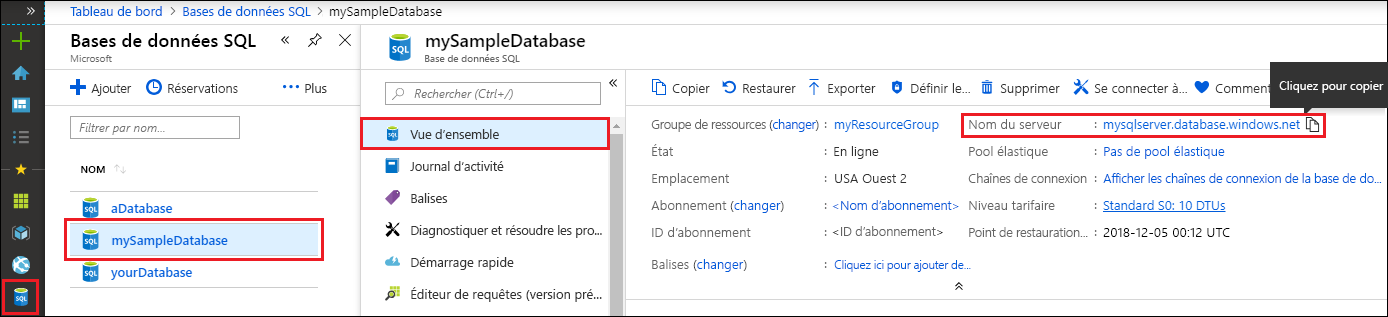 Tableau de bord > Bases de données SQL > mySampleDatabase
Bases de données SQL
Microsoft
Ajouter
Réservations
Plus
Filtrer par nom...
NOM
SQL aDatabase
SQL mySampleDatabase
SQL yourDatabase
SQL
SQL
mySampleDatabase
Base de données SQL
Rechercher (Ctrl+/)
SQL Vue d'ensemble
Journal d'activité
Balises
Diagnostiquer et résoudre les pro...
Démarrage rapide
Éditeur de requêtes (version pré...
Copier
Restaurer
Exporter
Définir le...
Supprimer
Se connecter à...
Comment
Cliquez pour copier
Groupe de ressources (changer) : myResourceGroup
État : En ligne
Emplacement : USA Ouest 2
Abonnement (changer) : <Nom d'abonnement>
ID d'abonnement : <ID d'abonnement>
Balises (changer) : Cliquez ici pour ajouter de...
Nom du serveur : mysqlserver.database.windows.net
Pool élastique : Pas de pool élastique
Chaînes de connexion : Afficher les chaînes de connexion de la base de do...
Niveau tarifaire : Standard S0: 10 DTUs
Point de restauration... : 2018-12-05 00:12 UTC